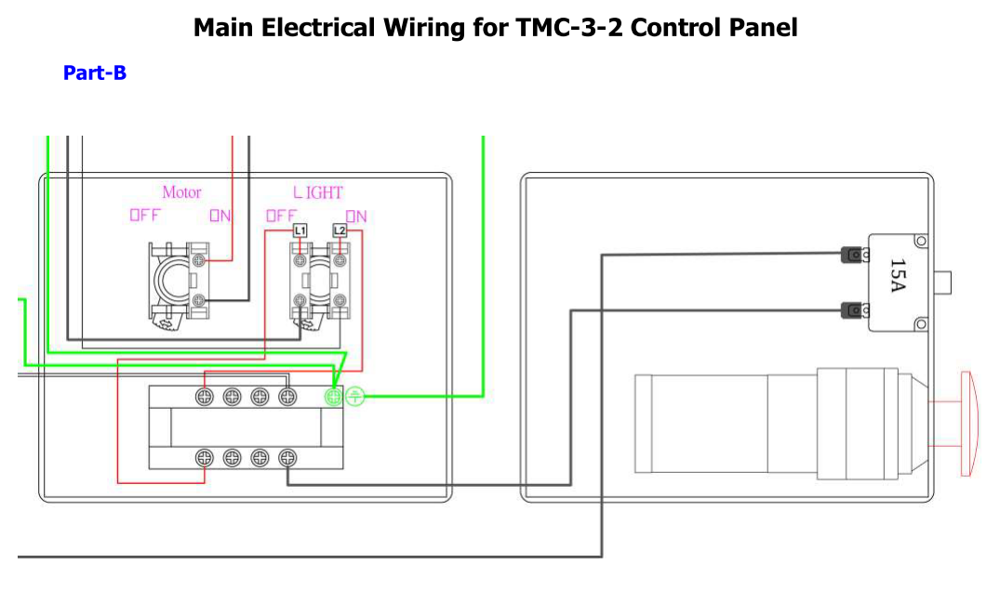 Main Electrical Wiring for TMC-3-2 Control Panel
Part-B
Motor
LIGHT
OFF
ON
OFF
ON
L1
L2
15A